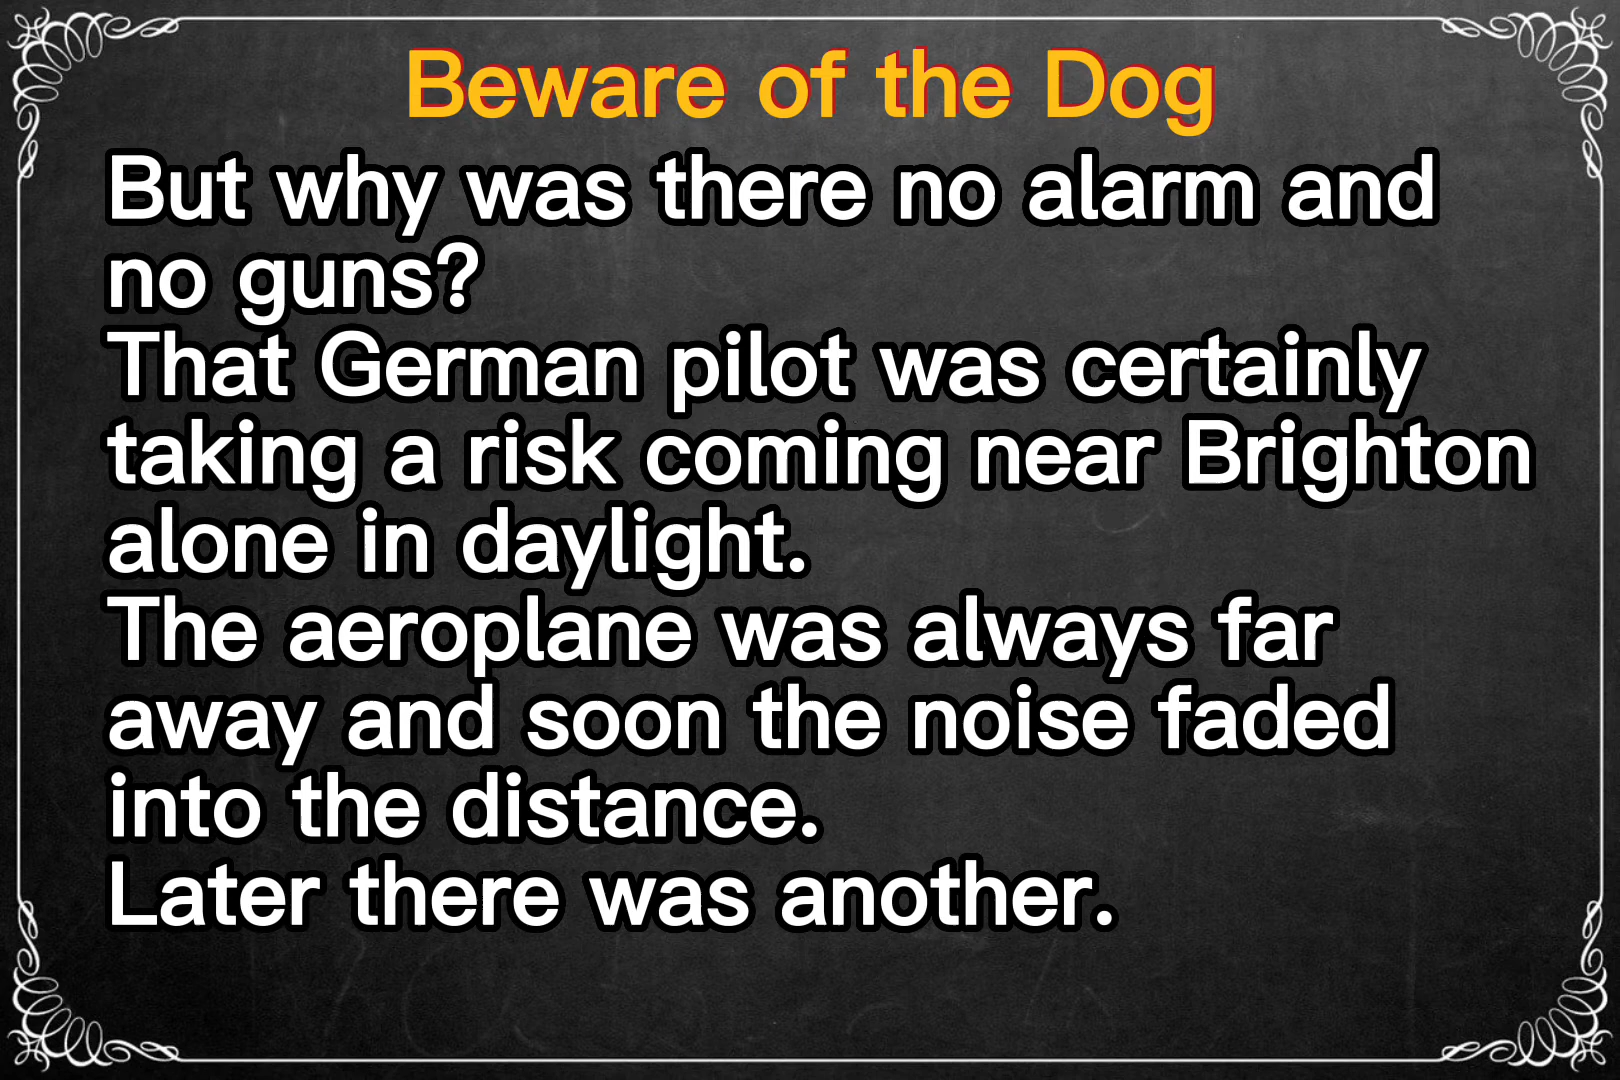 Beware of the Dog
But why was there no alarm and
no guns?
That German pilot was certainly
taking a risk coming near Brighton
alone in daylight.
The aeroplane was always far
away and soon the noise faded
into the distance.
Later there was another.